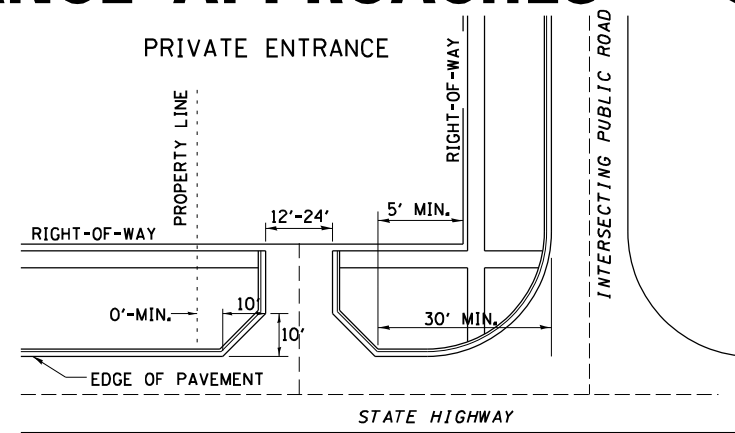 APPROACHES
PRIVATE ENTRANCE
RIGHT-OF-WAY
INTERSECTING PUBLIC ROAD
PROPERTY LINE
12'-24'
5' MIN.
RIGHT-OF-WAY
0'-MIN.
10'
10'
30' MIN.
EDGE OF PAVEMENT
STATE HIGHWAY